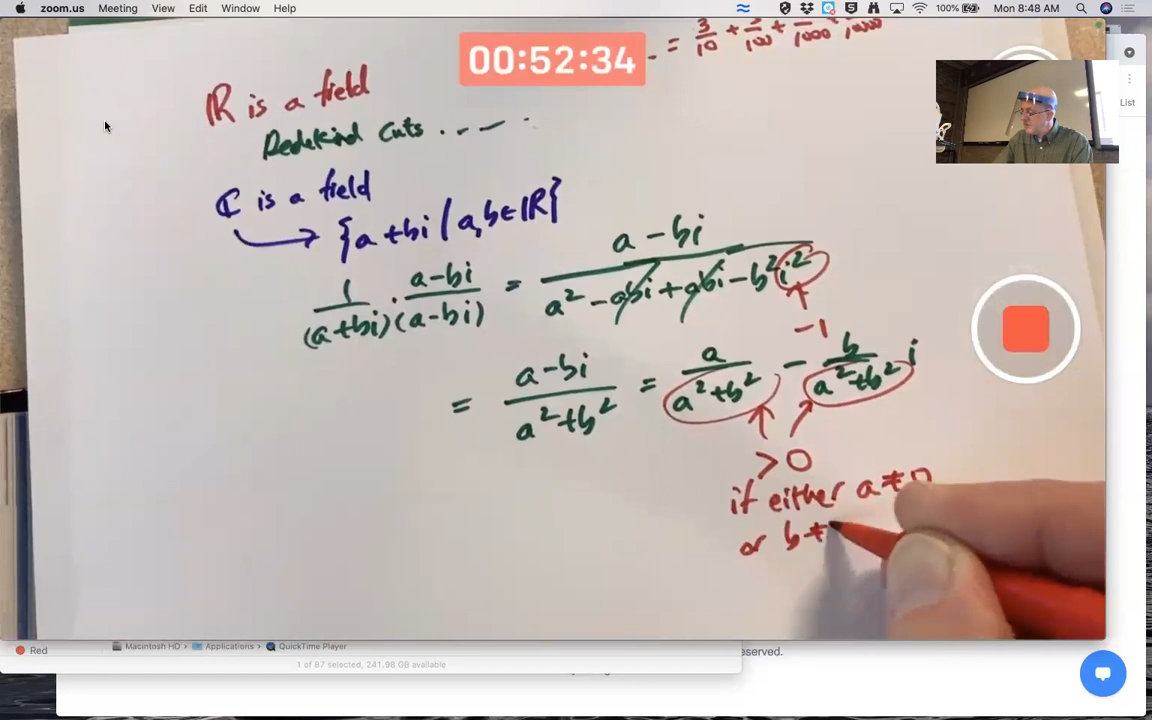 zoom.us Meeting View Edit Window Help 100% Mon 8:48 AM
00:52:34
= 3/10 + /100 + /1000 +
List
ℝ is a field
Dedekind Cuts . . . — .
ℂ is a field
→ {a+bi | a,b∈ℝ}
1/(a+bi) · (a-bi)/(a-bi) = (a-bi)/(a² - abi + abi - b²i²)
-1
= (a-bi)/(a²+b²) = a/(a²+b²) - b/(a²+b²) i
> 0
if either a≠0
or b≠
Macintosh HD › Applications › QuickTime Player
Red
1 of 87 selected, 241.98 GB available
served.